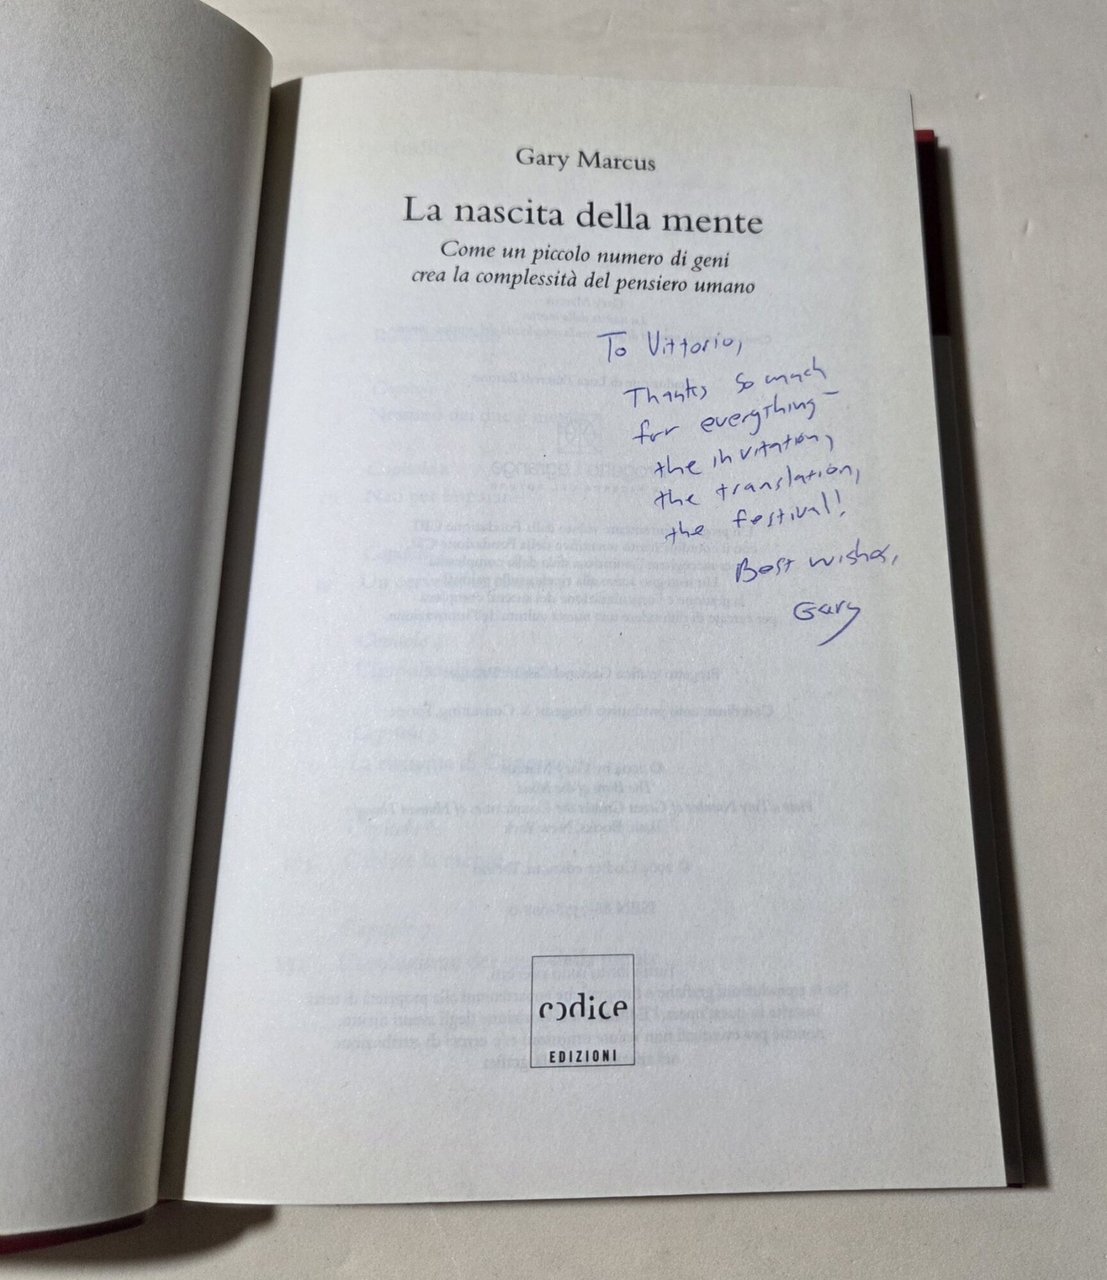 Gary Marcus
La nascita della mente
Come un piccolo numero di geni
crea la complessità del pensiero umano
To Vittorio,
Thanks so much
for everything–
the invitation,
the translation,
the festival!
Best wishes,
Gary
codice
EDIZIONI